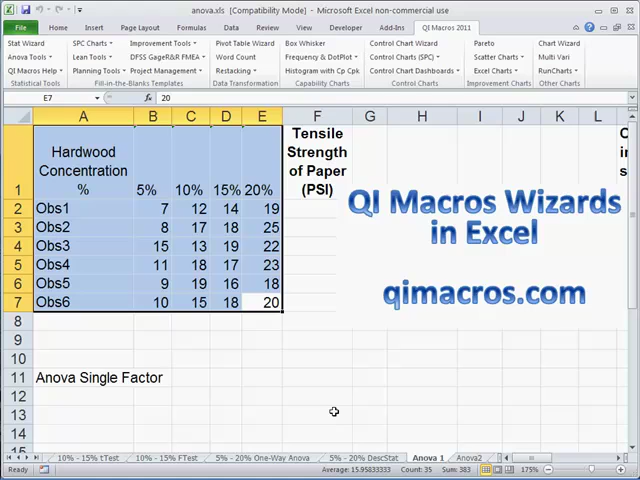 anova.xls [Compatibility Mode] - Microsoft Excel non-commercial use
File Home Insert Page Layout Formulas Data Review View Developer Add-Ins QI Macros 2011
Stat Wizard SPC Charts Improvement Tools Pivot Table Wizard Box Whisker Control Chart Wizard Pareto Chart Wizard
Anova Tools Lean Tools DFSS GageR&R FMEA Word Count Frequency & DotPlot Control Charts (SPC) Scatter Charts Multi Vari
QI Macros Help Planning Tools Project Management Restacking Histogram with Cp Cpk Control Chart Dashboards Excel Charts RunCharts
Statistical Tools Fill-in-the-Blanks Templates Data Transformation SPC Charts
E7 fx 20
A B C D E F G H I J K L
1 Hardwood Concentration % 5% 10% 15% 20% Tensile Strength of Paper (PSI)
2 Obs1 7 12 14 19
3 Obs2 8 17 18 25
4 Obs3 15 13 19 22
5 Obs4 11 18 17 23
6 Obs5 9 19 16 18
7 Obs6 10 15 18 20
QI Macros Wizards
in Excel
qimacros.com
8
9
10
11 Anova Single Factor
12
13
14
15
10% - 15% tTest 10% - 15% FTest 5% - 20% One-Way Anova 5% - 20% DescStat Anova 1 Anova2
Ready Average: 15.95833333 Count: 35 Sum: 383 175%